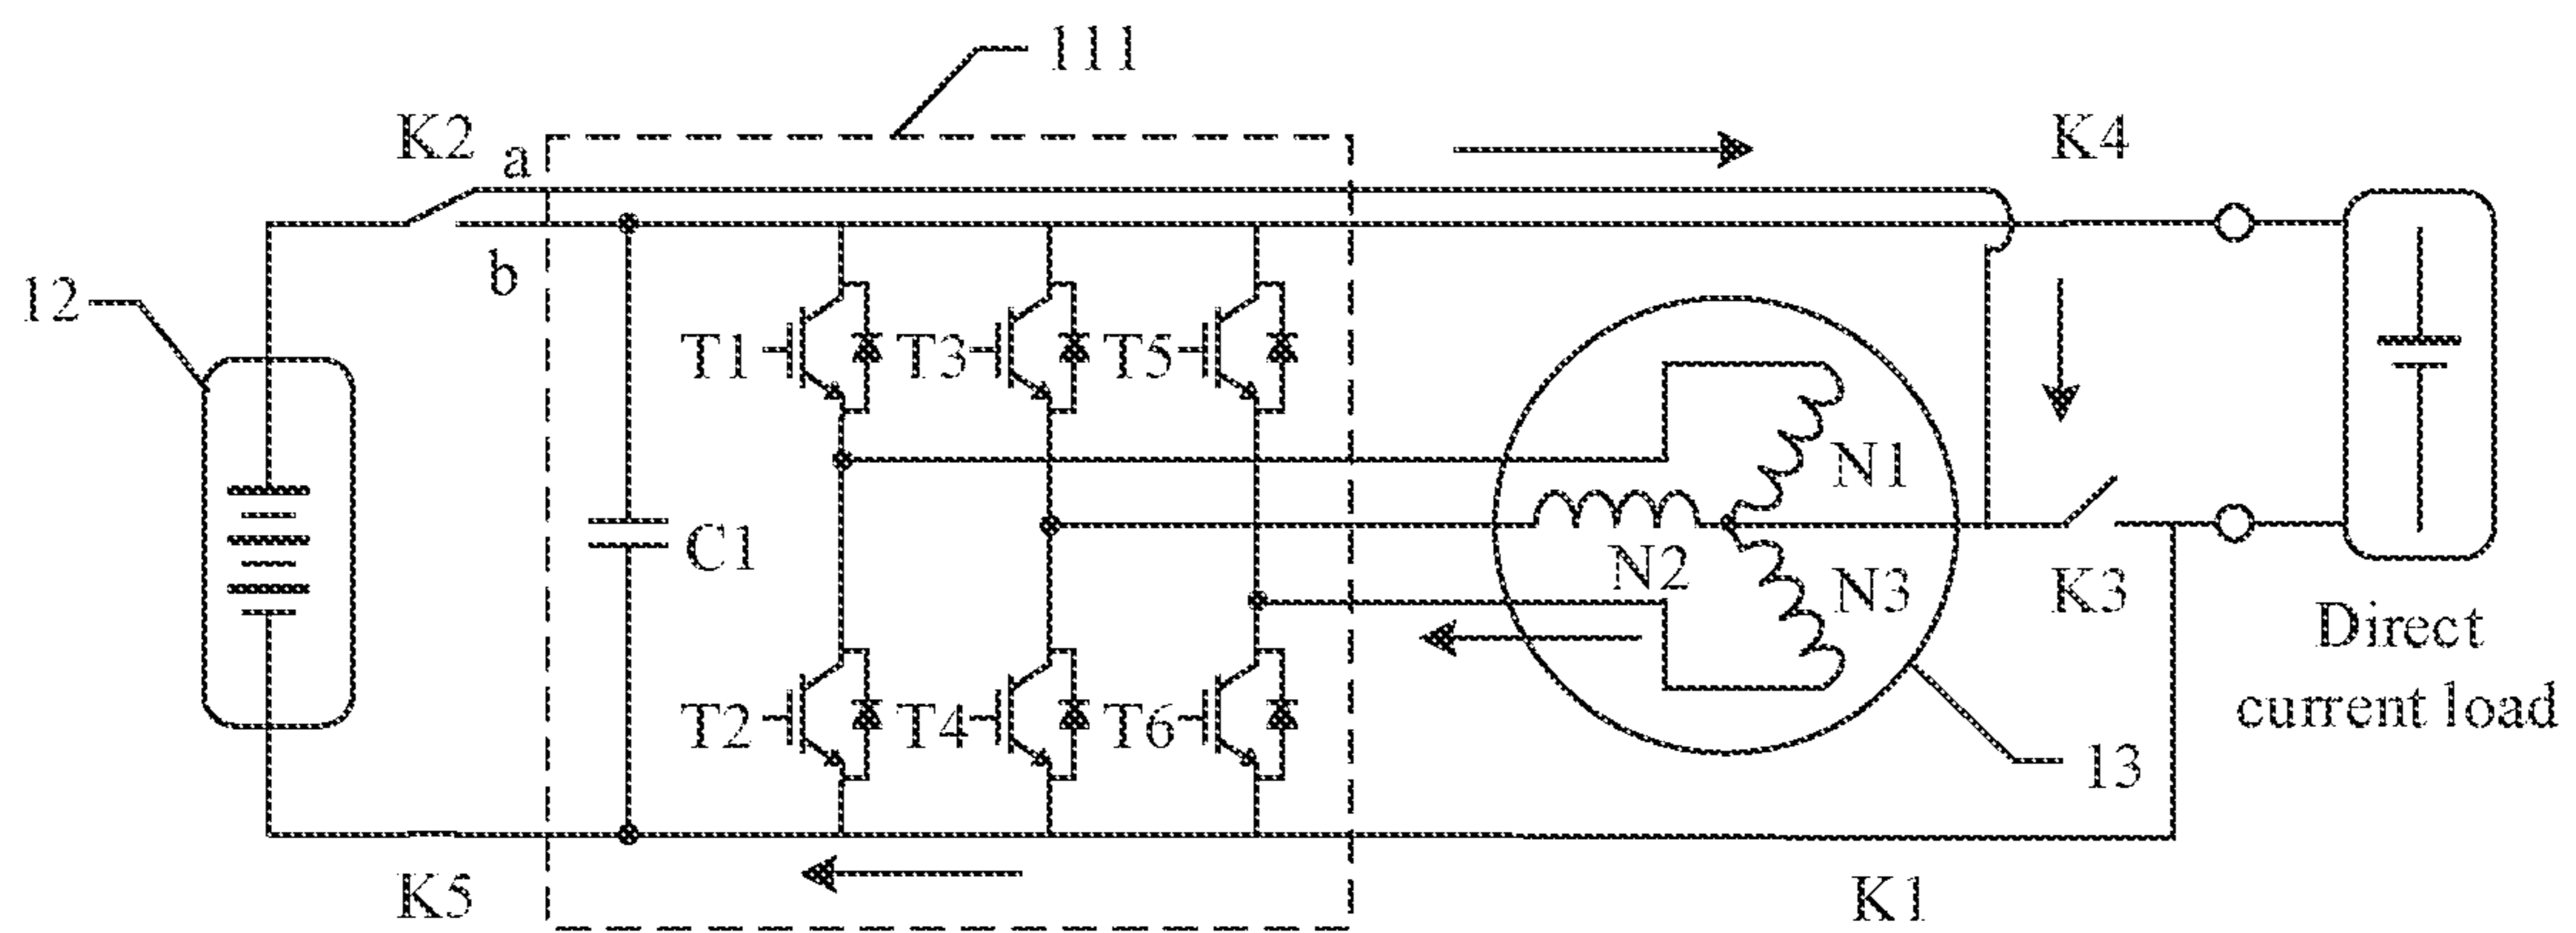 111
K2
a
K4
b
12
T1
T3
T5
N1
C1
N2
N3
K3
Direct
current load
T2
T4
T6
13
K5
K1